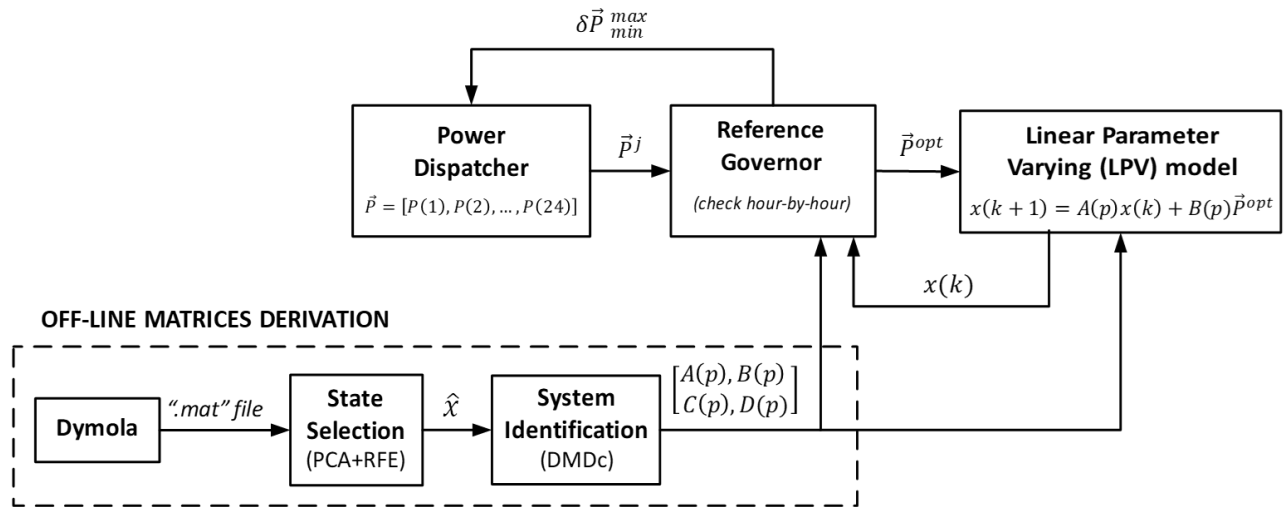 δP⃗ min max
Power
Dispatcher
P⃗ = [P(1), P(2), ..., P(24)]
P⃗ j
Reference
Governor
(check hour-by-hour)
P⃗ opt
Linear Parameter
Varying (LPV) model
x(k + 1) = A(p)x(k) + B(p)P⃗ opt
x(k)
OFF-LINE MATRICES DERIVATION
Dymola
".mat" file
State
Selection
(PCA+RFE)
x̂
System
Identification
(DMDc)
[A(p), B(p)
C(p), D(p)]